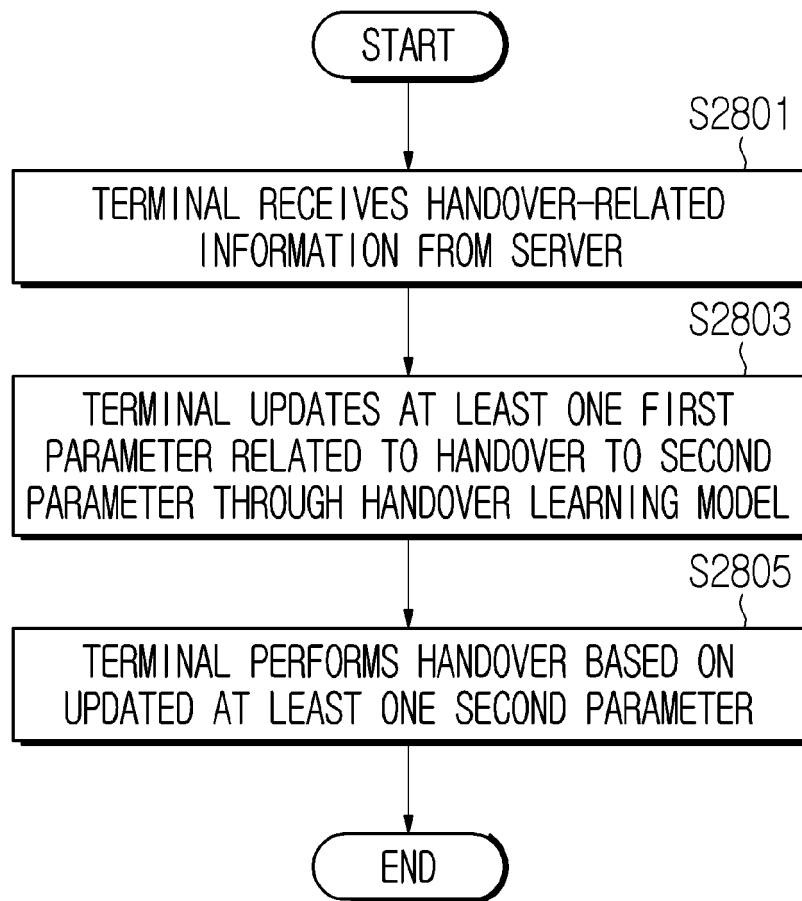 START
S2801
TERMINAL RECEIVES HANDOVER-RELATED
INFORMATION FROM SERVER
S2803
TERMINAL UPDATES AT LEAST ONE FIRST
PARAMETER RELATED TO HANDOVER TO SECOND
PARAMETER THROUGH HANDOVER LEARNING MODEL
S2805
TERMINAL PERFORMS HANDOVER BASED ON
UPDATED AT LEAST ONE SECOND PARAMETER
END